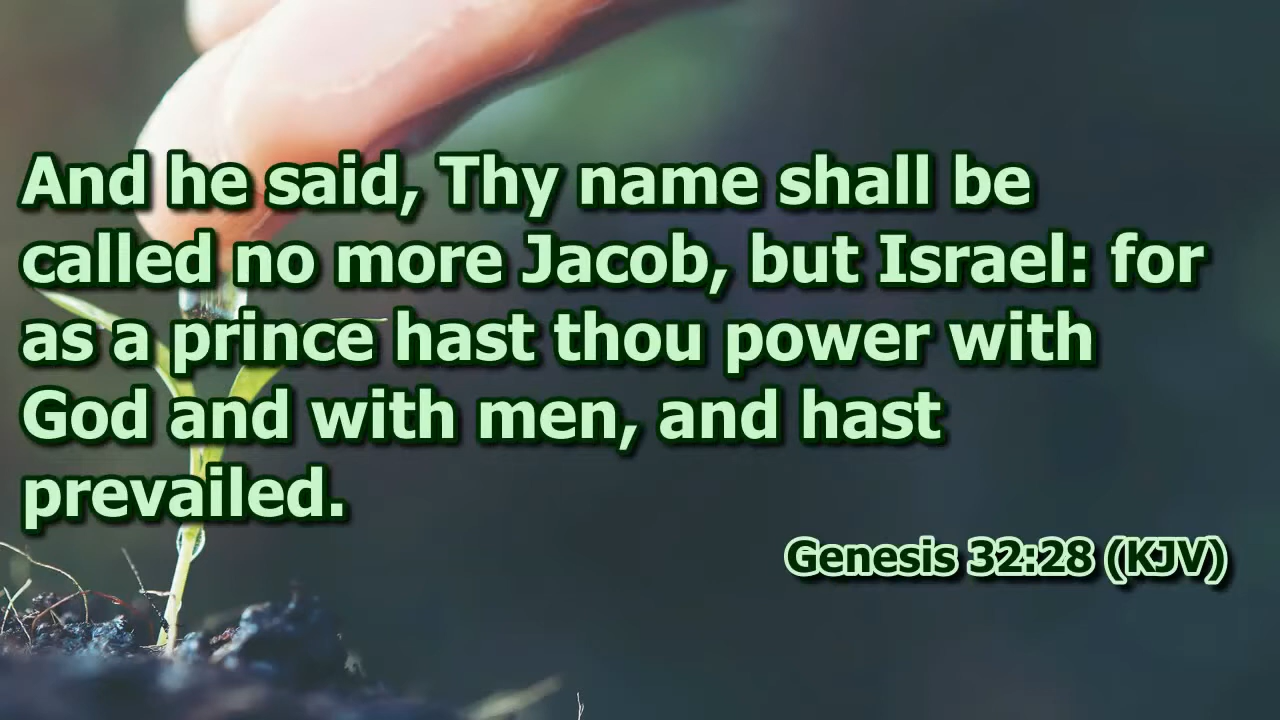 And he said, Thy name shall be
called no more Jacob, but Israel: for
as a prince hast thou power with
God and with men, and hast
prevailed.
Genesis 32:28 (KJV)